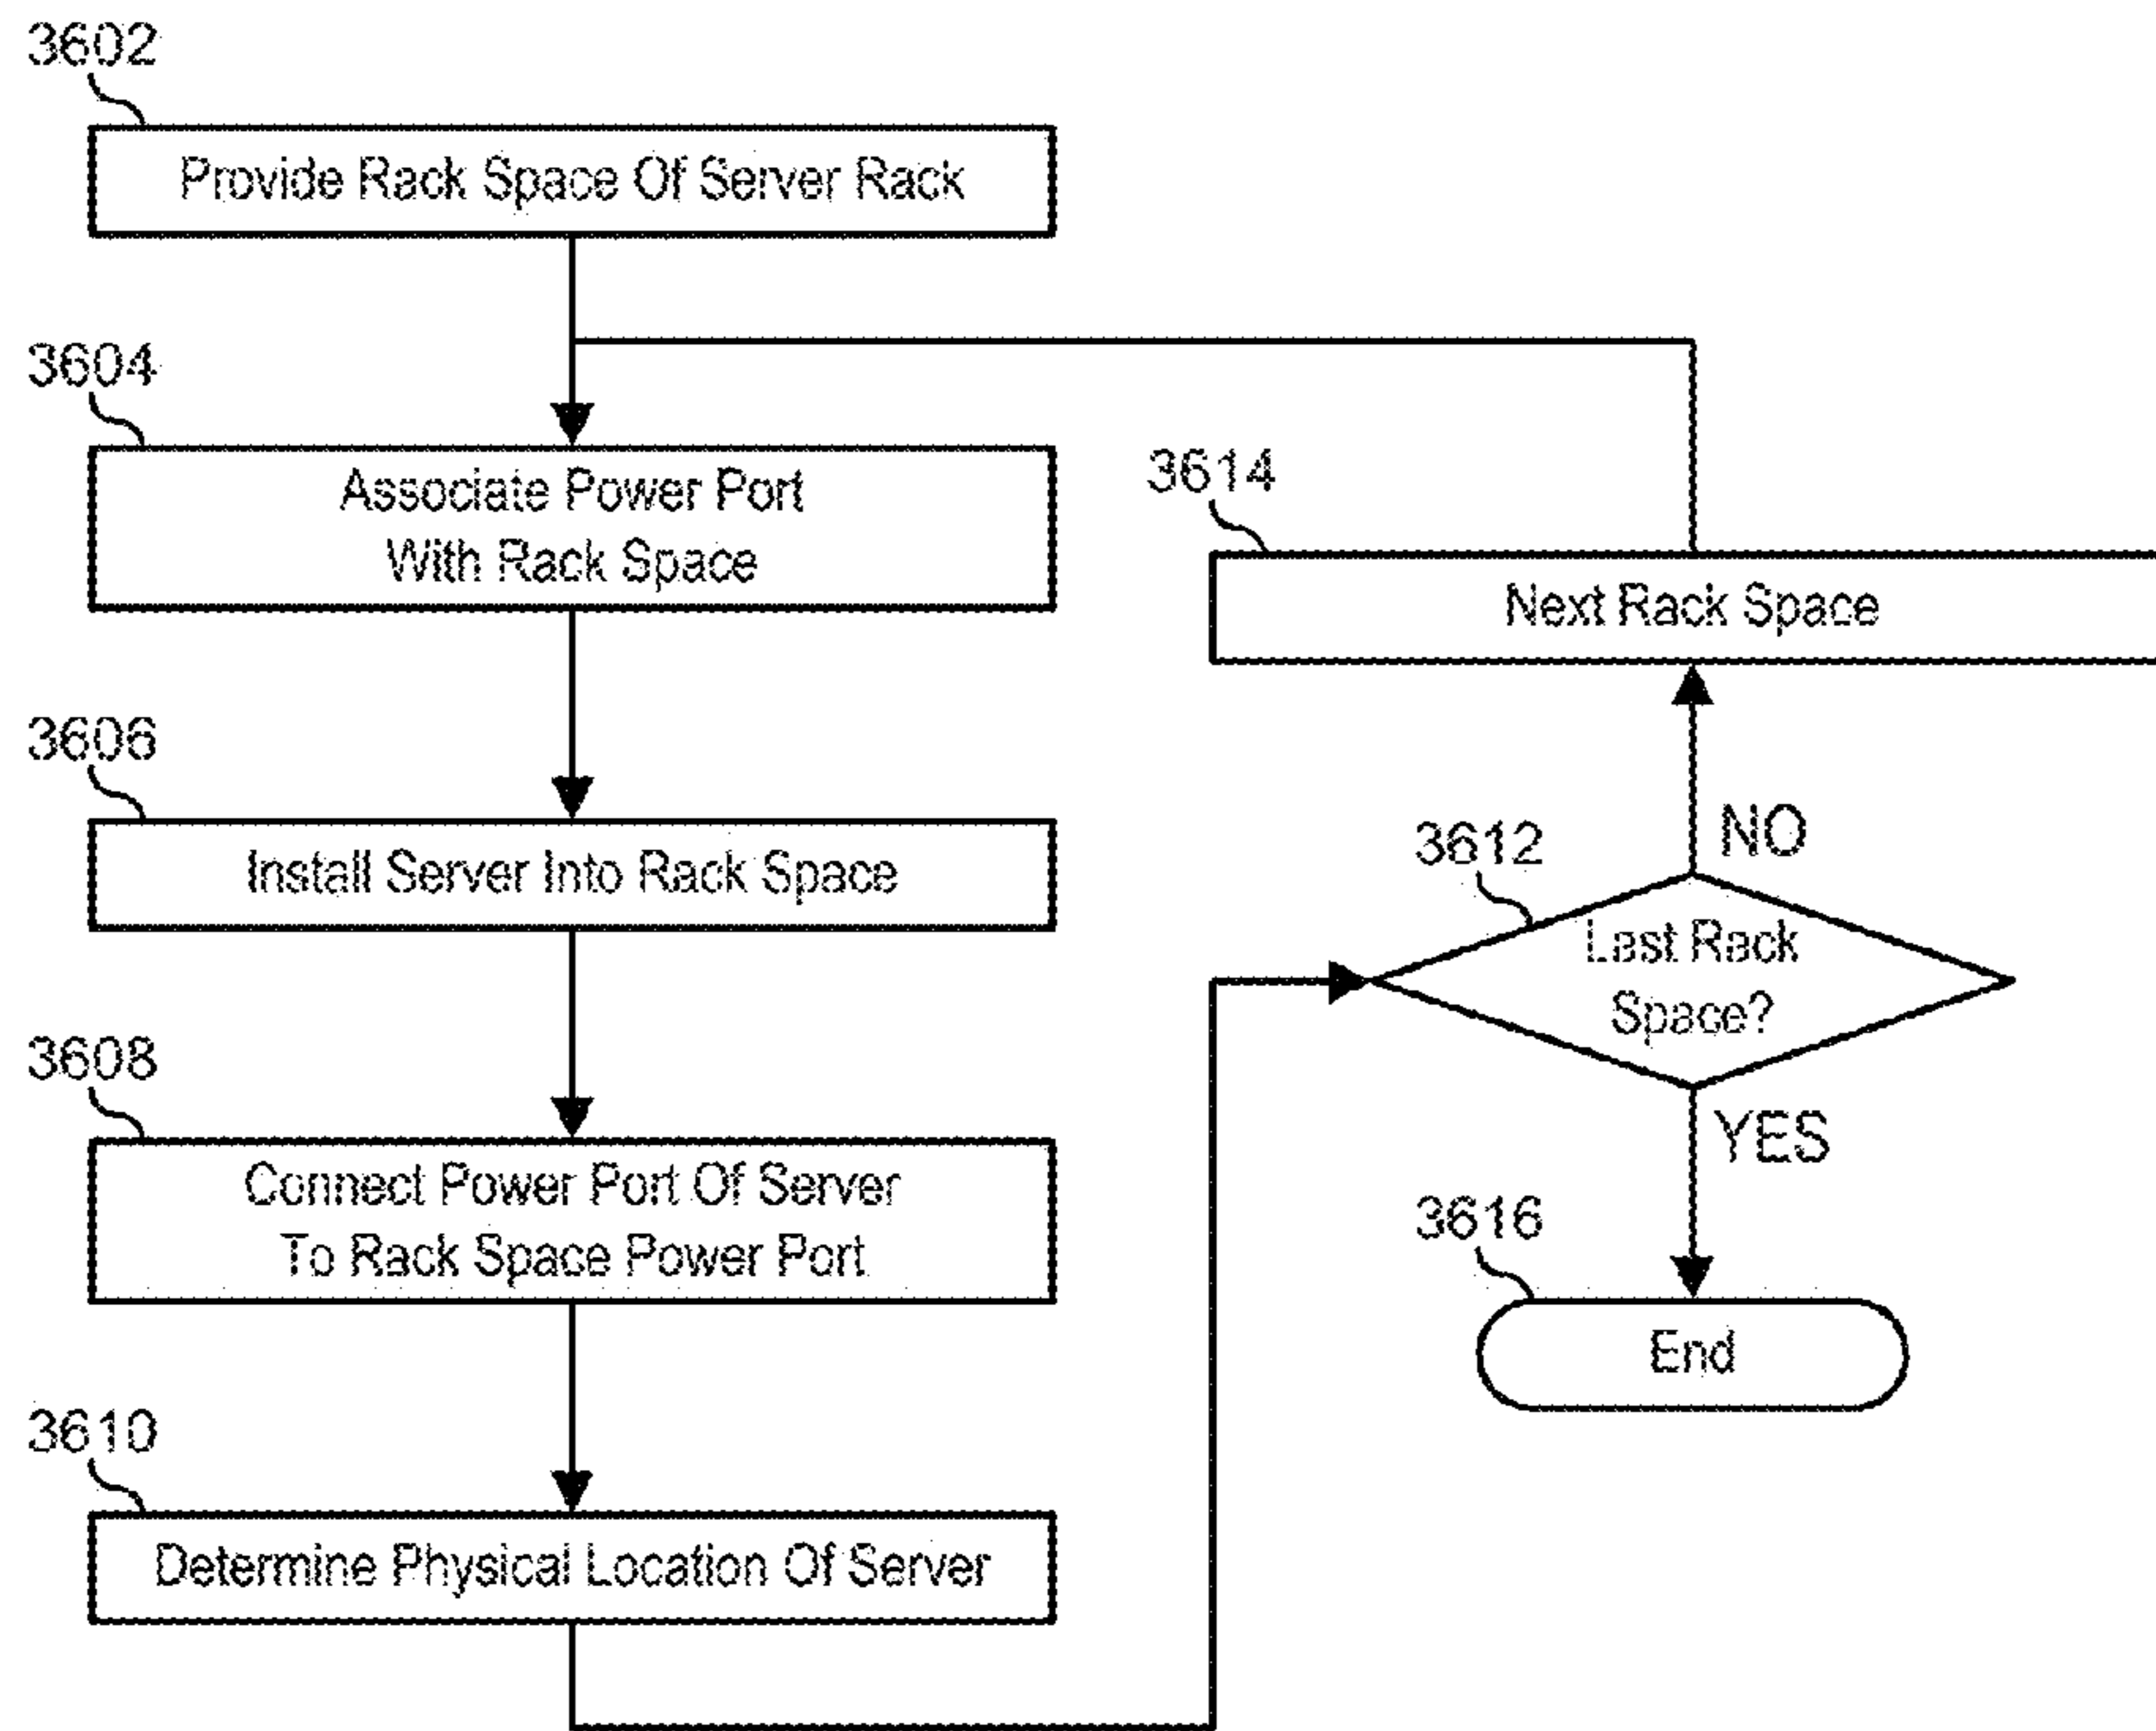 3602
Provide Rack Space Of Server Rack
3604
Associate Power Port
With Rack Space
3606
Install Server Into Rack Space
3608
Connect Power Port Of Server
To Rack Space Power Port
3610
Determine Physical Location Of Server
3614
Next Rack Space
NO
3612
Last Rack
Space?
YES
3616
End